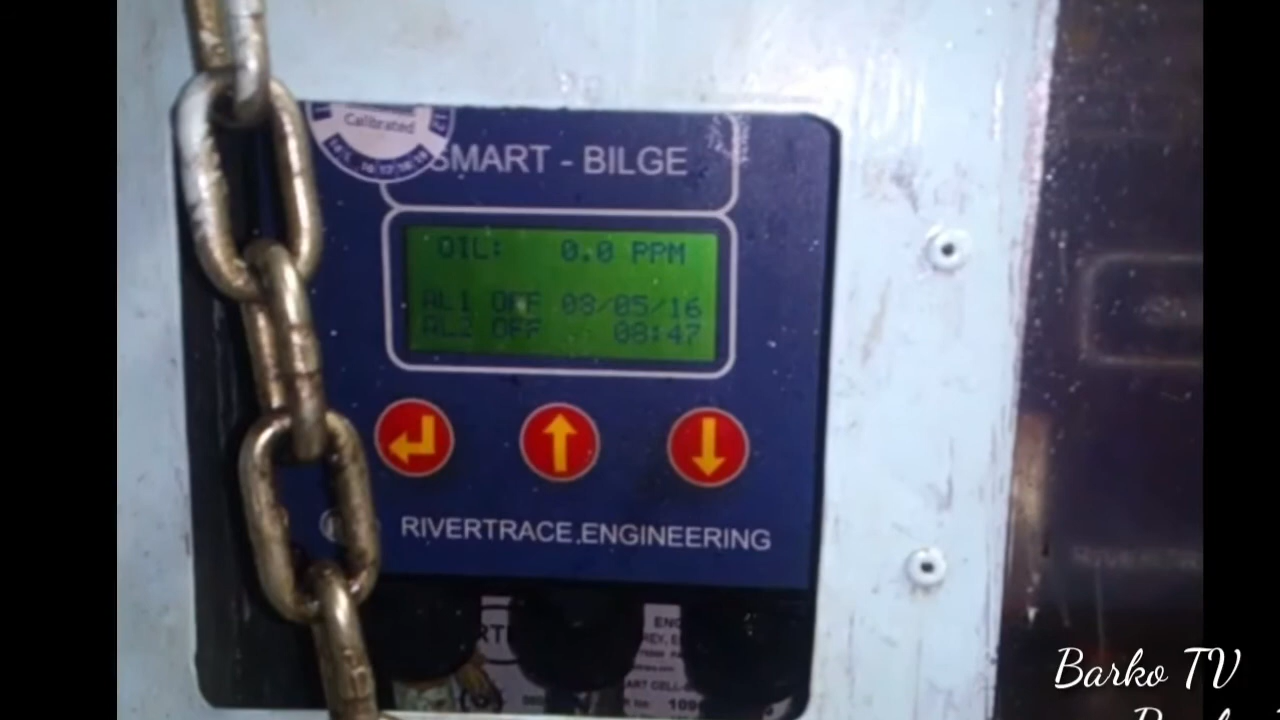 Calibrated
SMART - BILGE
OIL: 0.0 PPM
AL1 OFF 08/05/16
AL2 OFF 08:47
RIVERTRACE ENGINEERING
Barko TV